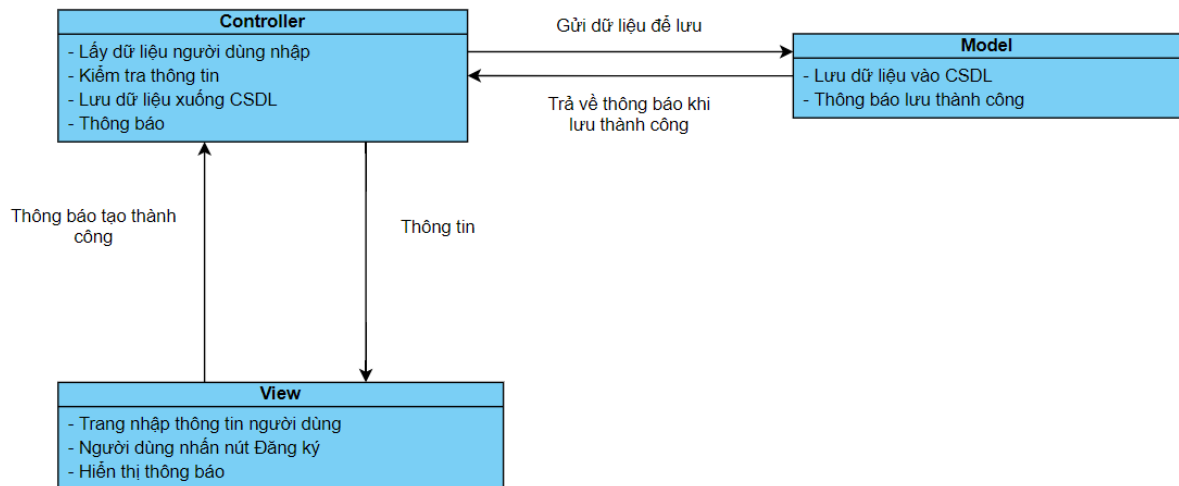 Controller
- Lấy dữ liệu người dùng nhập
- Kiểm tra thông tin
- Lưu dữ liệu xuống CSDL
- Thông báo
Gửi dữ liệu để lưu
Trả về thông báo khi
lưu thành công
Model
- Lưu dữ liệu vào CSDL
- Thông báo lưu thành công
Thông báo tạo thành
công
Thông tin
View
- Trang nhập thông tin người dùng
- Người dùng nhấn nút Đăng ký
- Hiển thị thông báo